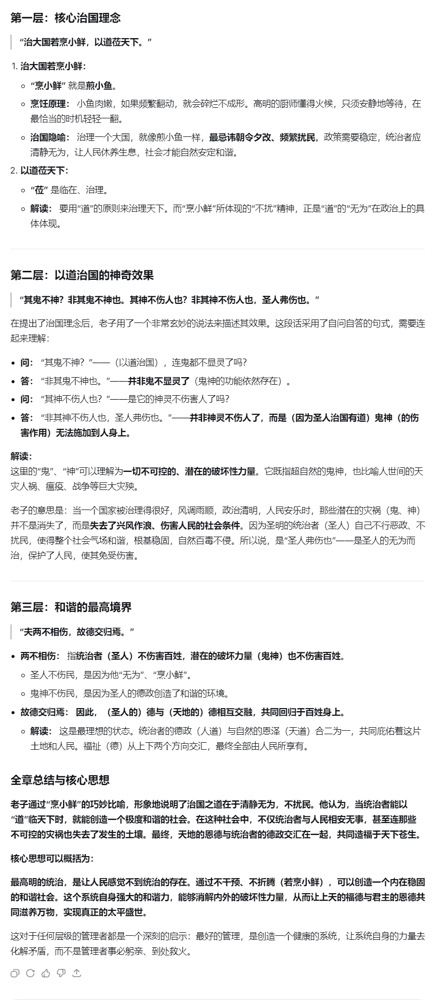 第一层：核心治国理念
“治大国若烹小鲜，以道莅天下。”
1. 治大国若烹小鲜：
“烹小鲜” 就是煎小鱼。
烹饪原理： 小鱼肉嫩，如果频繁翻动，就会碎烂不成形。高明的厨师懂得火候，只须安静地等待，在
最恰当的时机轻轻一翻。
治国隐喻： 治理一个大国，就像煎小鱼一样，最忌讳朝令夕改、频繁扰民。政策需要稳定，统治者应
清静无为，让人民休养生息，社会才能自然安定和谐。
2. 以道莅天下：
“莅” 是临在、治理。
解读： 要用“道”的原则来治理天下。而“烹小鲜”所体现的“不扰”精神，正是“道”的“无为”在政治上的具
体体现。
第二层：以道治国的神奇效果
“其鬼不神？非其鬼不神也。其神不伤人也？非其神不伤人也，圣人弗伤也。”
在提出了治国理念后，老子用了一个非常玄妙的说法来描述其效果。这段话采用了自问自答的句式，需要连
起来理解：
问： “其鬼不神？”——（以道治国），连鬼都不显灵了吗？
答： “非其鬼不神也。”——并非鬼不显灵了（鬼神的功能依然存在）。
问： “其神不伤人也？”——是它的神灵不伤害人了吗？
答： “非其神不伤人也，圣人弗伤也。”——并非神灵不伤人了，而是（因为圣人治国有道）鬼神（的伤
害作用）无法施加到人身上。
解读：
这里的“鬼”、“神”可以理解为一切不可控的、潜在的破坏性力量。它既指超自然的鬼神，也比喻人世间的天
灾人祸、瘟疫、战争等巨大灾殃。
老子的意思是：当一个国家被治理得很好，风调雨顺，政治清明，人民安乐时，那些潜在的灾祸（鬼、神）
并不是消失了，而是失去了兴风作浪、伤害人民的社会条件。因为圣明的统治者（圣人）自己不行恶政、不
扰民，使得整个社会气场和谐，根基稳固，自然百毒不侵。所以说，是“圣人弗伤也”——是圣人的无为而
治，保护了人民，使其免受伤害。
第三层：和谐的最高境界
“夫两不相伤，故德交归焉。”
两不相伤： 指统治者（圣人）不伤害百姓，潜在的破坏力量（鬼神）也不伤害百姓。
圣人不伤民，是因为他“无为”、“烹小鲜”。
鬼神不伤民，是因为圣人的德政创造了和谐的环境。
故德交归焉： 因此，（圣人的）德与（天地的）德相互交融，共同回归于百姓身上。
解读： 这是最理想的状态。统治者的德政（人道）与自然的恩泽（天道）合二为一，共同庇佑着这片
土地和人民。福祉（德）从上下两个方向交汇，最终全部由人民所享有。
全章总结与核心思想
老子通过“烹小鲜”的巧妙比喻，形象地说明了治国之道在于清静无为，不扰民。他认为，当统治者能以
“道”临天下时，就能创造一个极度和谐的社会。在这种社会中，不仅统治者与人民相安无事，甚至连那些
不可控的灾祸也失去了发生的土壤。最终，天地的恩德与统治者的德政交汇在一起，共同造福于天下苍生。
核心思想可以概括为：
最高明的统治，是让人民感觉不到统治的存在。通过不干预、不折腾（若烹小鲜），可以创造一个内在稳固
的和谐社会。这个系统自身强大的和谐力，能够消解内外的破坏性力量，从而让上天的福德与君主的恩德共
同滋养万物，实现真正的太平盛世。
这对于任何层级的管理者都是一个深刻的启示：最好的管理，是创造一个健康的系统，让系统自身的力量去
化解矛盾，而不是管理者事必躬亲、到处救火。